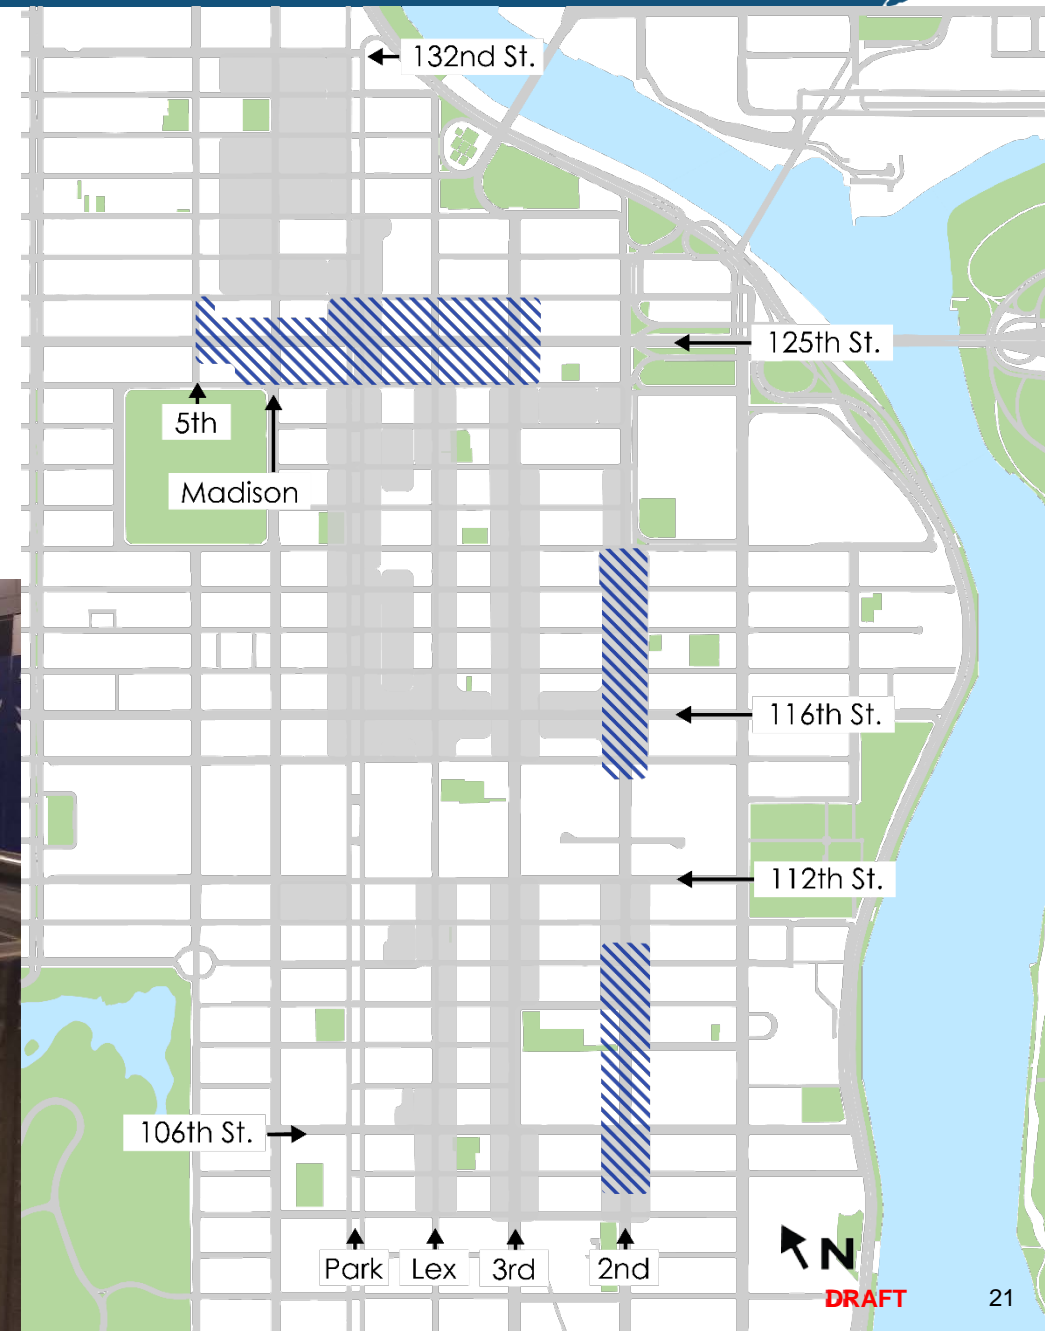 132nd St.
125th St.
5th
Madison
116th St.
112th St.
106th St.
Park
Lex
3rd
2nd
N
DRAFT
21